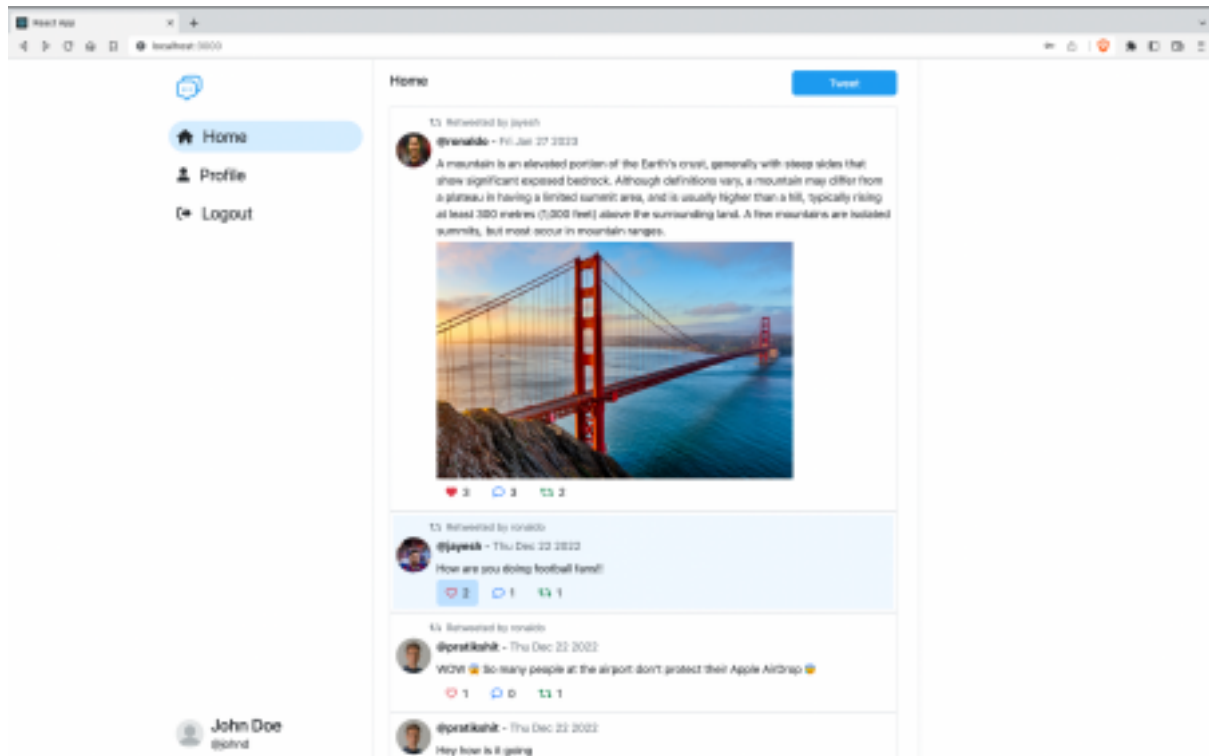 React App
localhost:3000
Home
Profile
Logout
Home
Tweet
Retweeted by jayesh
@ronaldo - Fri Jan 27 2023
A mountain is an elevated portion of the Earth's crust, generally with steep sides that
show significant exposed bedrock. Although definitions vary, a mountain may differ from
a plateau in having a limited summit area, and is usually higher than a hill, typically rising
at least 300 metres (1,000 feet) above the surrounding land. A few mountains are isolated
summits, but most occur in mountain ranges.
3 3 2
Retweeted by ronaldo
@jayesh - Thu Dec 22 2022
How are you doing football fans!!
2 1 1
Retweeted by ronaldo
@pratikshit - Thu Dec 22 2022
WOW 😨 So many people at the airport don't protect their Apple AirDrop 😨
1 0 1
@pratikshit - Thu Dec 22 2022
Hey how is it going
John Doe
@johnd